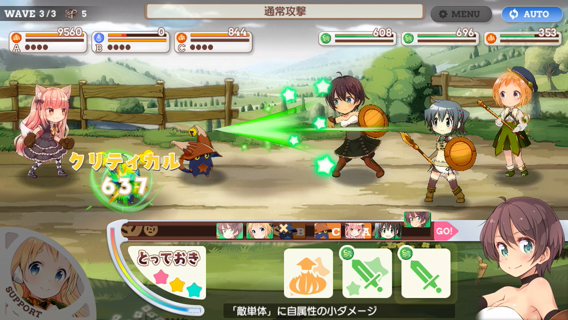 WAVE 3/3
5
通常攻撃
MENU
AUTO
9560
0
844
608
696
353
A
B
C
クリティカル
637
B
C
A
GO!
とっておき
SUPPORT
「敵単体」に自属性の小ダメージ